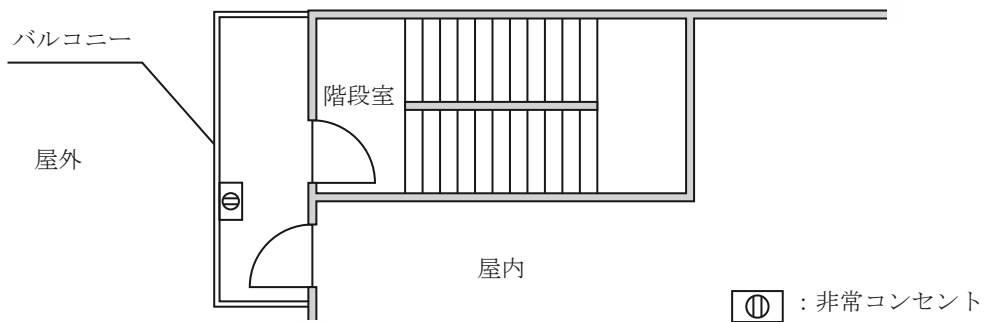 バルコニー
階段室
屋外
屋内
：非常コンセント